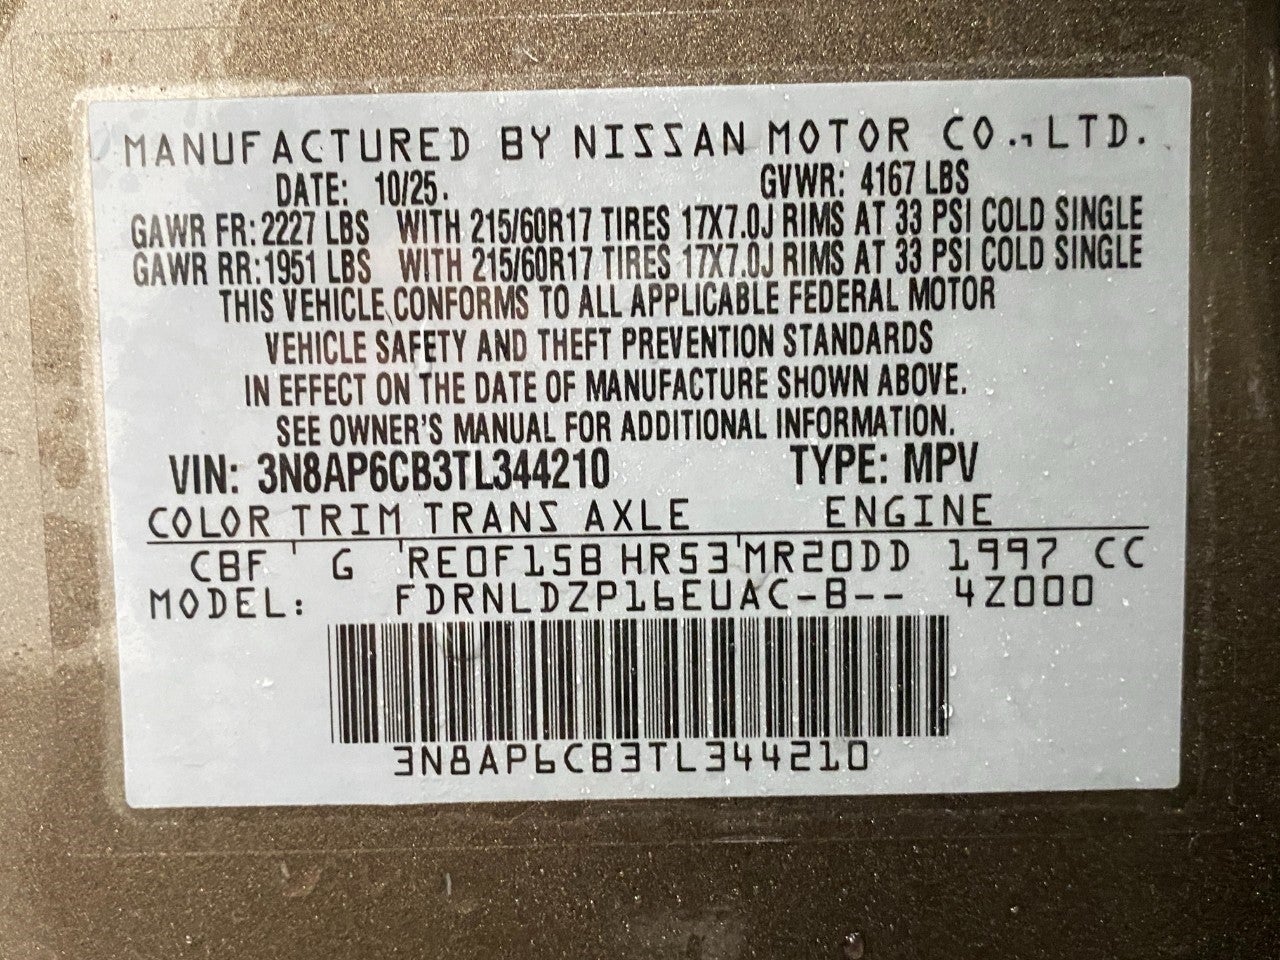 MANUFACTURED BY NISSAN MOTOR CO., LTD.
DATE: 10/25. GVWR: 4167 LBS
GAWR FR: 2227 LBS WITH 215/60R17 TIRES 17X7.0J RIMS AT 33 PSI COLD SINGLE
GAWR RR: 1951 LBS WITH 215/60R17 TIRES 17X7.0J RIMS AT 33 PSI COLD SINGLE
THIS VEHICLE CONFORMS TO ALL APPLICABLE FEDERAL MOTOR
VEHICLE SAFETY AND THEFT PREVENTION STANDARDS
IN EFFECT ON THE DATE OF MANUFACTURE SHOWN ABOVE.
SEE OWNER'S MANUAL FOR ADDITIONAL INFORMATION.
VIN: 3N8AP6CB3TL344210 TYPE: MPV
COLOR TRIM TRANS AXLE ENGINE
CBF G RE0F15B HR53 MR20DD 1997 CC
MODEL: FDRNLDZP16EUAC-B-- 4Z000
3N8AP6CB3TL344210